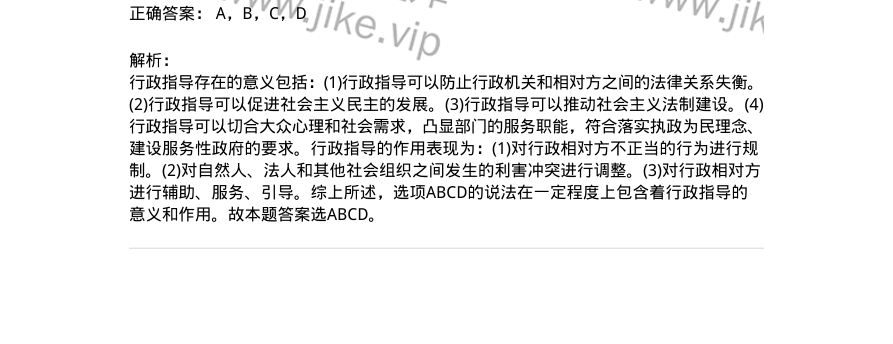 正确答案： A，B，C，D
www.jike.vip
解析：
行政指导存在的意义包括：(1)行政指导可以防止行政机关和相对方之间的法律关系失衡。
(2)行政指导可以促进社会主义民主的发展。(3)行政指导可以推动社会主义法制建设。(4)
行政指导可以切合大众心理和社会需求，凸显部门的服务职能，符合落实执政为民理念、
建设服务性政府的要求。行政指导的作用表现为：(1)对行政相对方不正当的行为进行规
制。(2)对自然人、法人和其他社会组织之间发生的利害冲突进行调整。(3)对行政相对方
进行辅助、服务、引导。综上所述，选项ABCD的说法在一定程度上包含着行政指导的
意义和作用。故本题答案选ABCD。